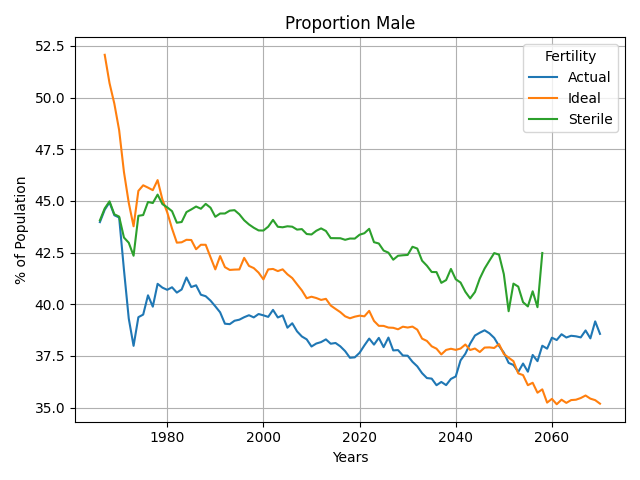 Proportion Male
52.5
50.0
47.5
45.0
42.5
40.0
37.5
35.0
% of Population
Fertility
Actual
Ideal
Sterile
1980
2000
2020
2040
2060
Years